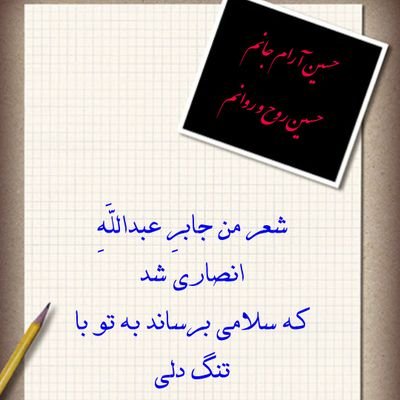 حسین آرام جانم
حسین روح و روانم
شعر من جابرِ عبداللَّهِ
انصاری شد
که سلامی برساند به تو با
تنگ دلی